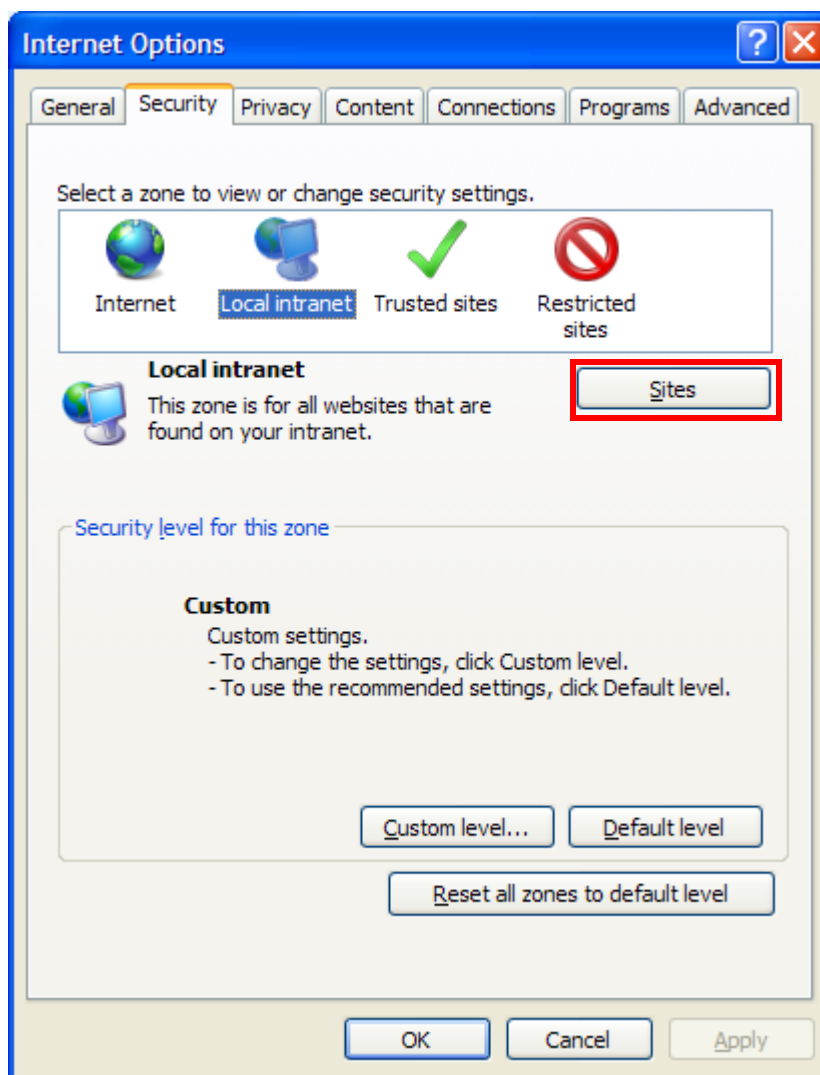 Internet Options
General Security Privacy Content Connections Programs Advanced
Select a zone to view or change security settings.
Internet Local intranet Trusted sites Restricted
sites
Local intranet
Sites
This zone is for all websites that are
found on your intranet.
Security level for this zone
Custom
Custom settings.
- To change the settings, click Custom level.
- To use the recommended settings, click Default level.
Custom level... Default level
Reset all zones to default level
OK Cancel Apply